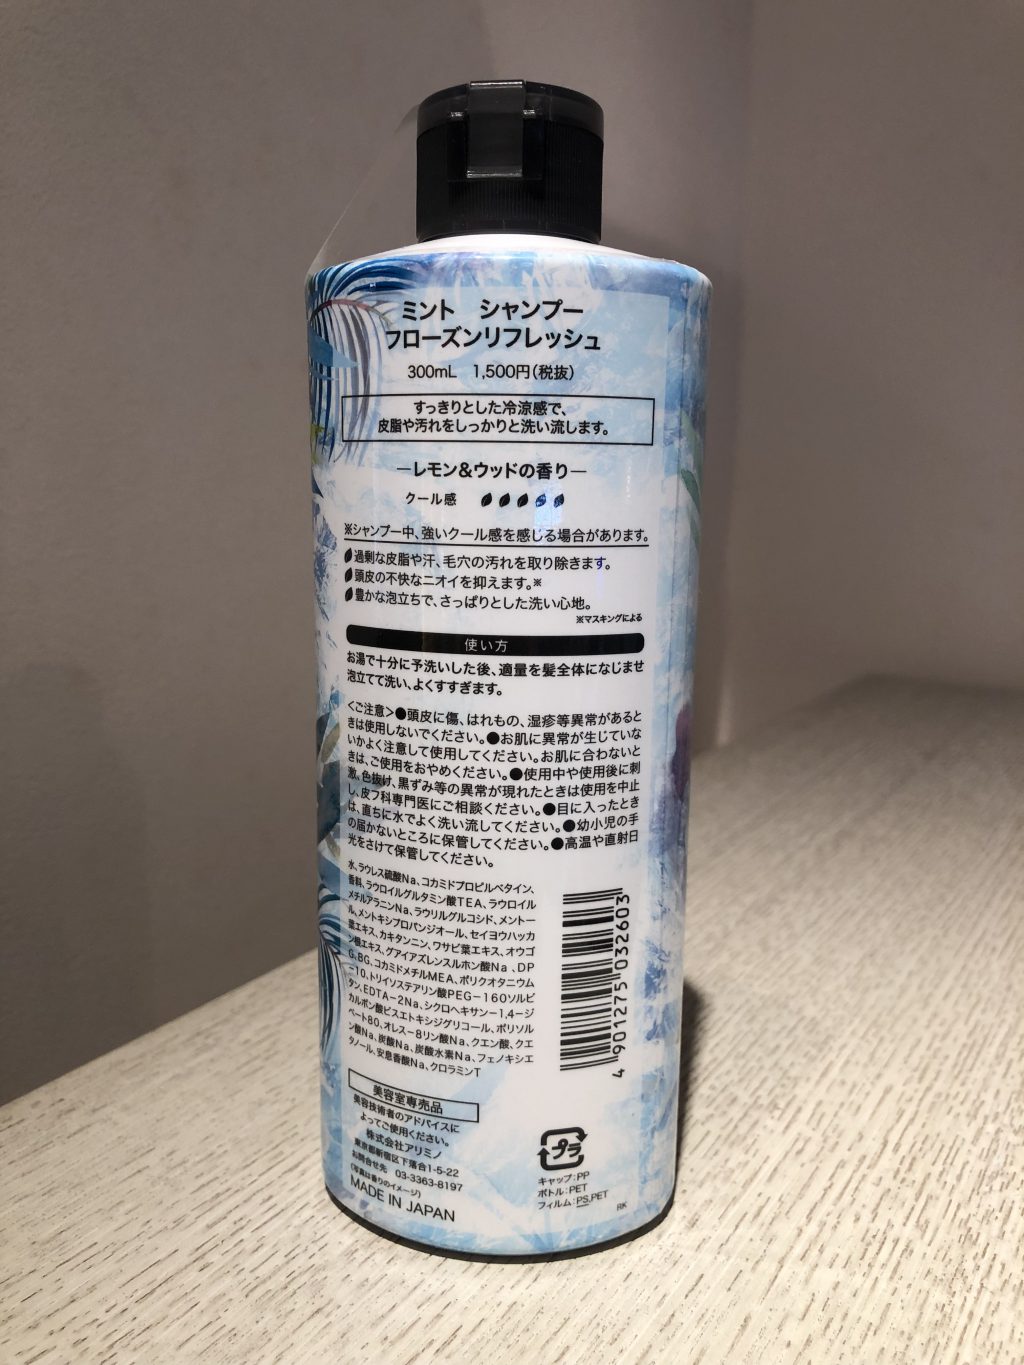 ミント シャンプー
フローズンリフレッシュ
300mL 1,500円(税抜)
すっきりとした冷涼感で、
皮脂や汚れをしっかりと洗い流します。
―レモン&ウッドの香り―
クール感
※シャンプー中、強いクール感を感じる場合があります。
過剰な皮脂や汗、毛穴の汚れを取り除きます。
頭皮の不快なニオイを抑えます。※
豊かな泡立ちで、さっぱりとした洗い心地。
※マスキングによる
使い方
お湯で十分に予洗いした後、適量を髪全体になじませ
泡立てて洗い、よくすすぎます。
〈ご注意〉●頭皮に傷、はれもの、湿疹等異常があると
きは使用しないでください。●お肌に異常が生じていな
いかよく注意して使用してください。お肌に合わないと
きは、ご使用をおやめください。●使用中や使用後に刺
激、色抜け、黒ずみ等の異常が現れたときは使用を中止
し、皮フ科専門医にご相談ください。●目に入ったとき
は、直ちに水でよく洗い流してください。●幼小児の手
の届かないところに保管してください。●高温や直射日
光をさけて保管してください。
水、ラウレス硫酸Na、コカミドプロピルベタイン、
香料、ラウロイルグルタミン酸TEA、ラウロイル
メチルアラニンNa、ラウリルグルコシド、メントー
ル、メントキシプロパンジオール、セイヨウハッカ
葉エキス、カキタンニン、ワサビ葉エキス、オウゴ
ン根エキス、グアイアズレンスルホン酸Na、DP
G、BG、コカミドメチルMEA、ポリクオタニウム
-10、トリイソステアリン酸PEG-160ソルビ
タン、EDTA-2Na、シクロヘキサン-1,4-ジ
カルボン酸ビスエトキシジグリコール、ポリソル
ベート80、オレス-8リン酸Na、クエン酸、クエ
ン酸Na、炭酸Na、炭酸水素Na、フェノキシエ
タノール、安息香酸Na、クロラミンT
4 901275 032603
美容室専売品
美容技術者のアドバイスに
よってご使用ください。
株式会社アリミノ
東京都新宿区下落合1-5-22
お問合せ先 03-3363-8197
(写真は香りのイメージ)
MADE IN JAPAN
プラ
キャップ:PP
ボトル:PET
フィルム:PS,PET
RK